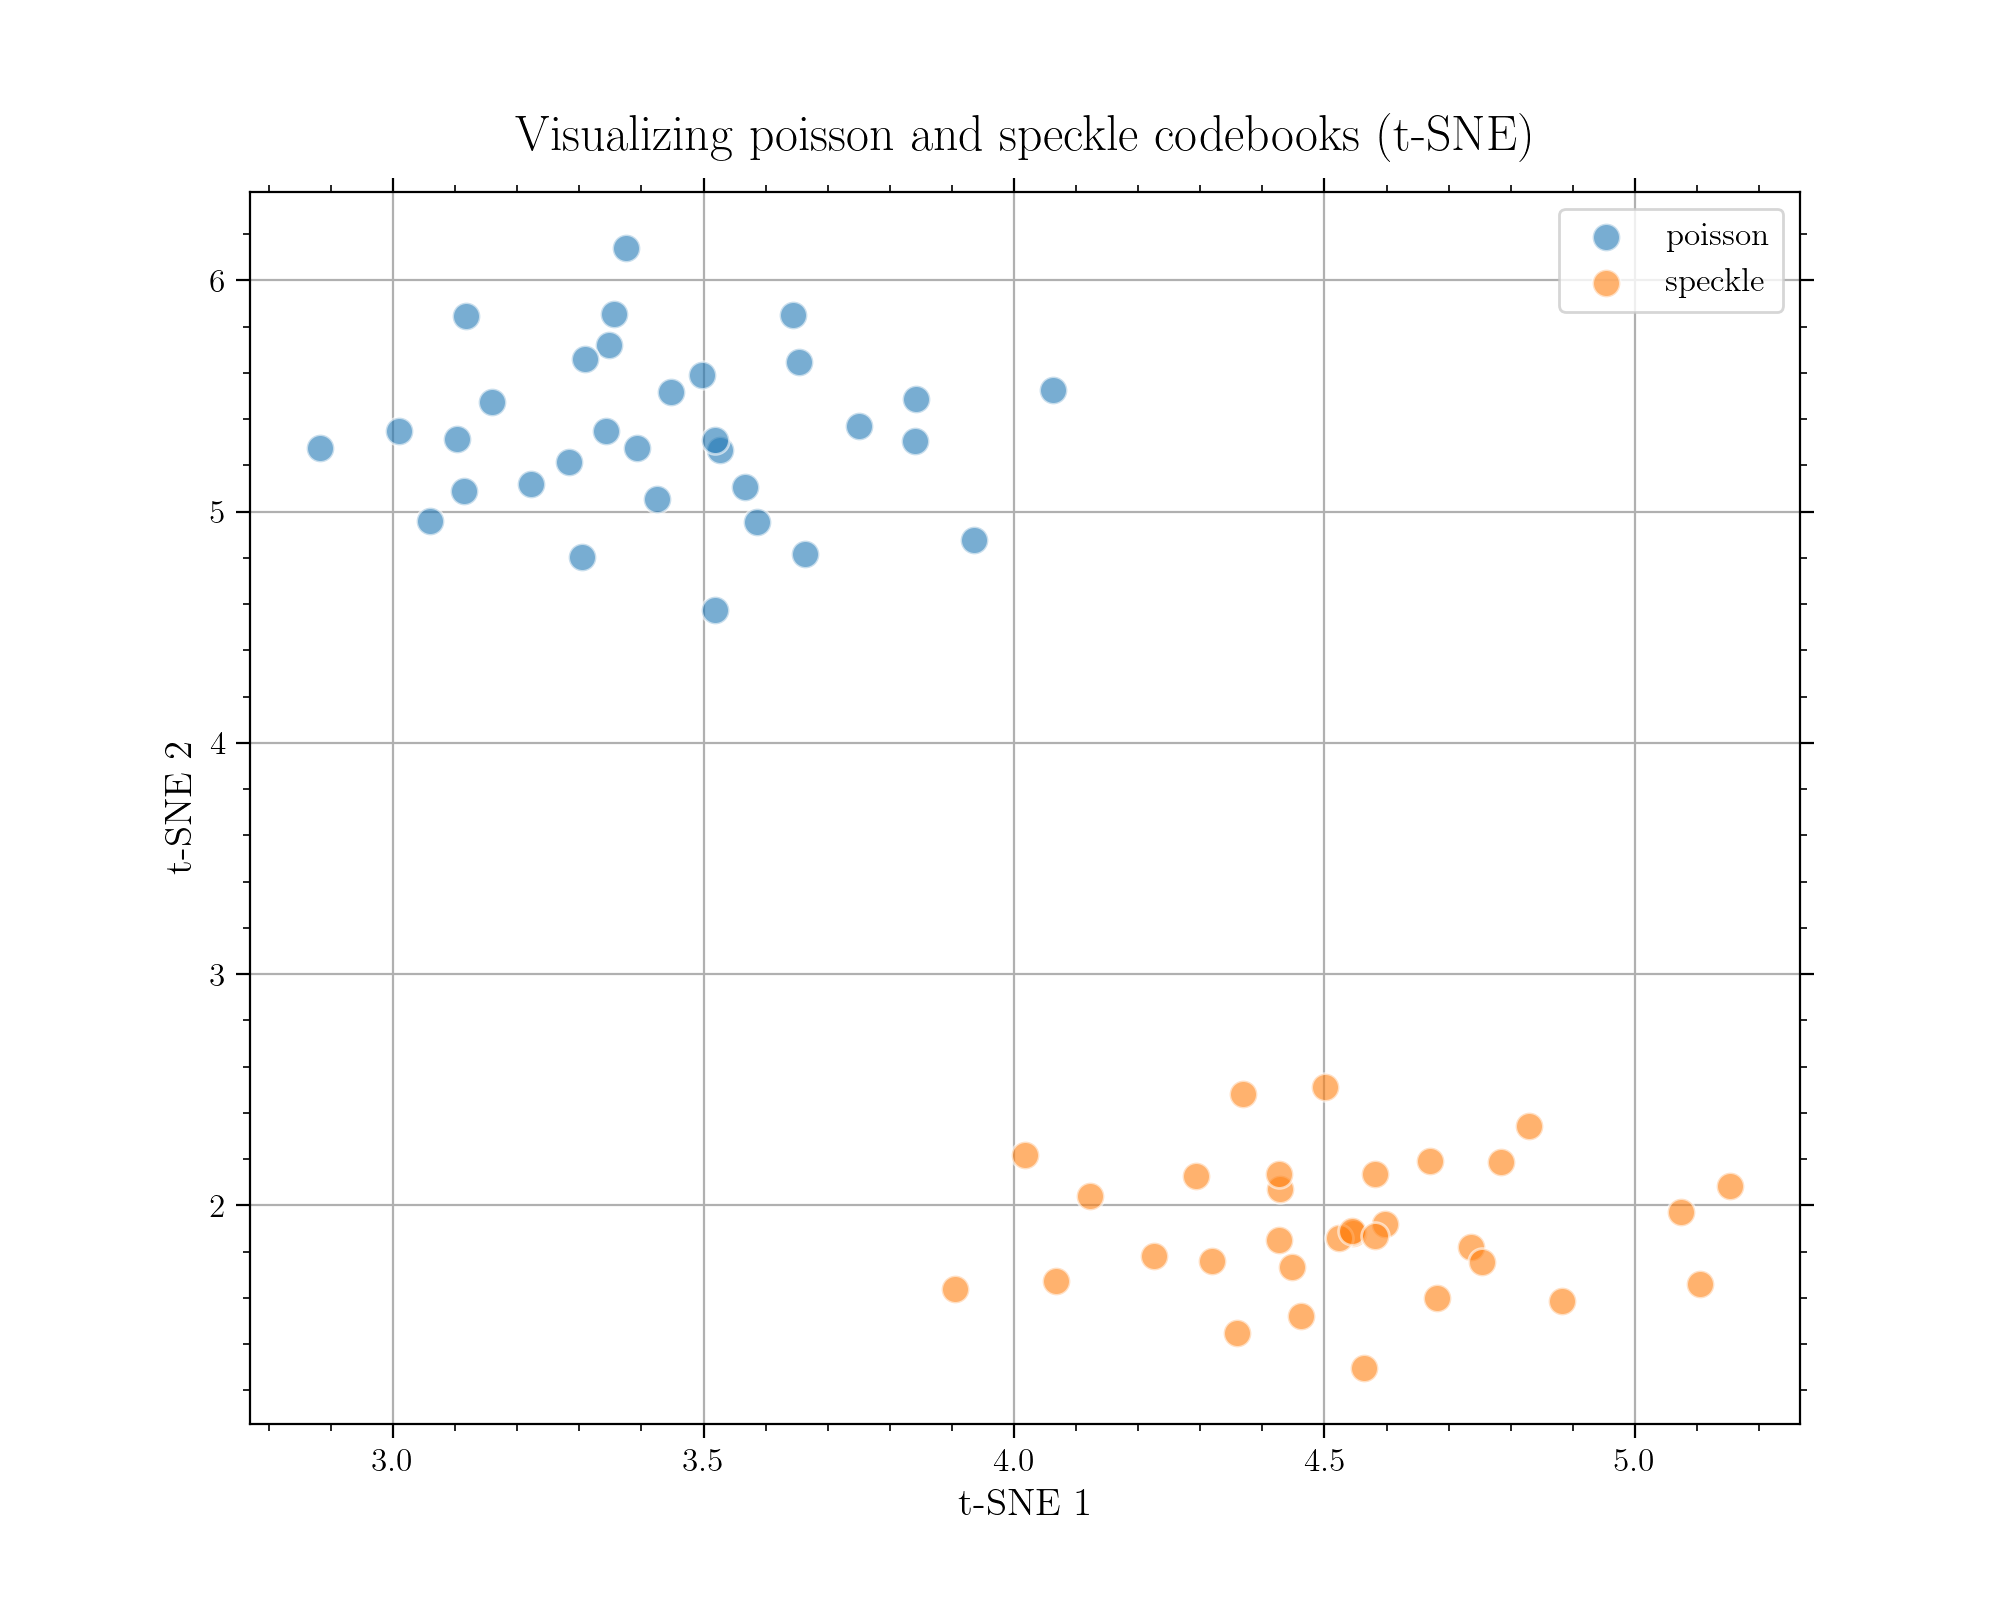 Visualizing poisson and speckle codebooks (t-SNE)
poisson
speckle
6
5
4
3
2
t-SNE 2
3.0 3.5 4.0 4.5 5.0
t-SNE 1